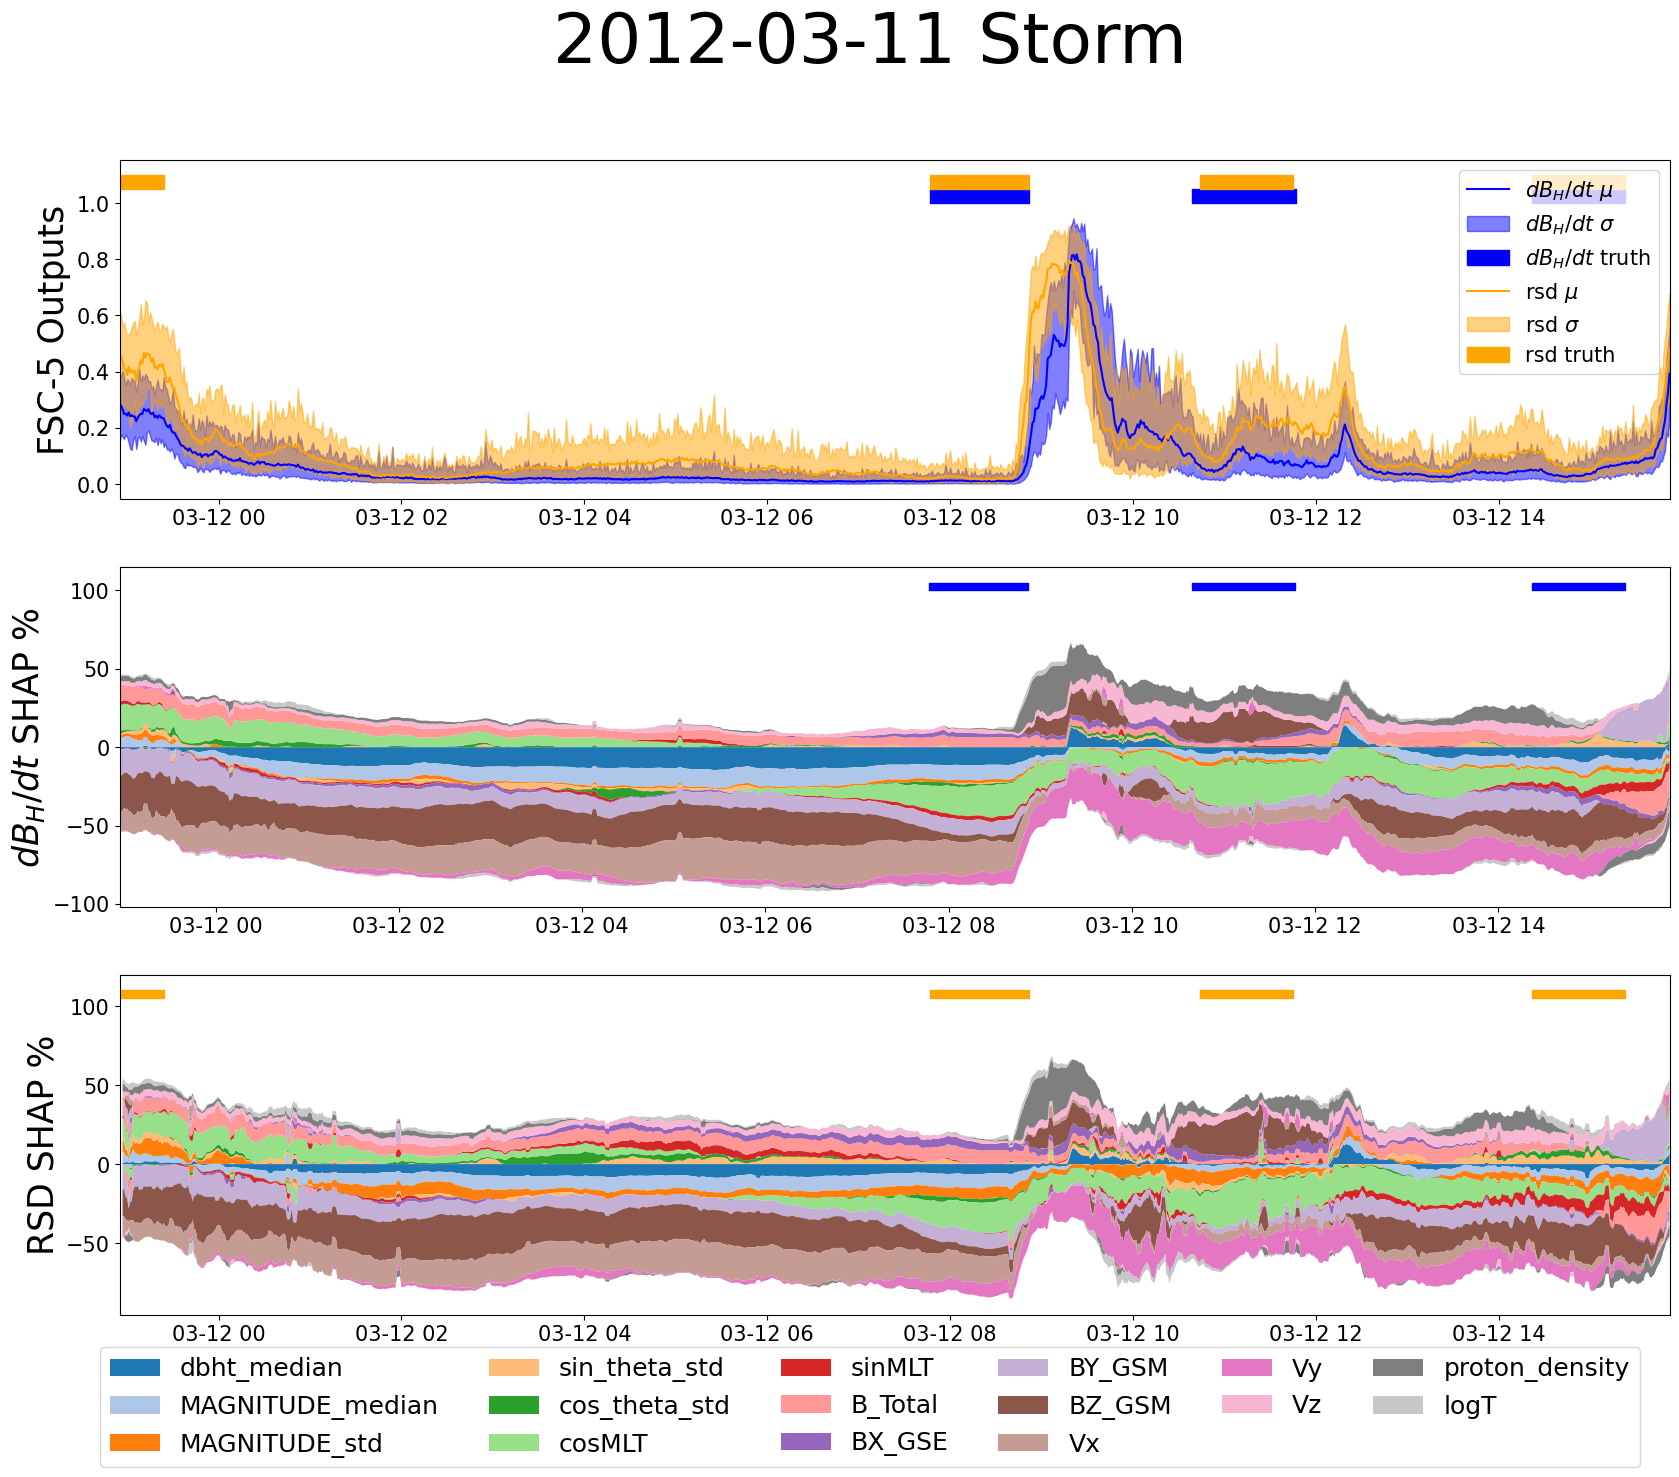 2012-03-11 Storm
FSC-5 Outputs
1.0
0.8
0.6
0.4
0.2
0.0
dB_H/dt μ
dB_H/dt σ
dB_H/dt truth
rsd μ
rsd σ
rsd truth
03-12 00 03-12 02 03-12 04 03-12 06 03-12 08 03-12 10 03-12 12 03-12 14
dB_H/dt SHAP %
100
50
0
−50
−100
03-12 00 03-12 02 03-12 04 03-12 06 03-12 08 03-12 10 03-12 12 03-12 14
RSD SHAP %
100
50
0
−50
03-12 00 03-12 02 03-12 04 03-12 06 03-12 08 03-12 10 03-12 12 03-12 14
dbht_median sin_theta_std sinMLT BY_GSM Vy proton_density
MAGNITUDE_median cos_theta_std B_Total BZ_GSM Vz logT
MAGNITUDE_std cosMLT BX_GSE Vx